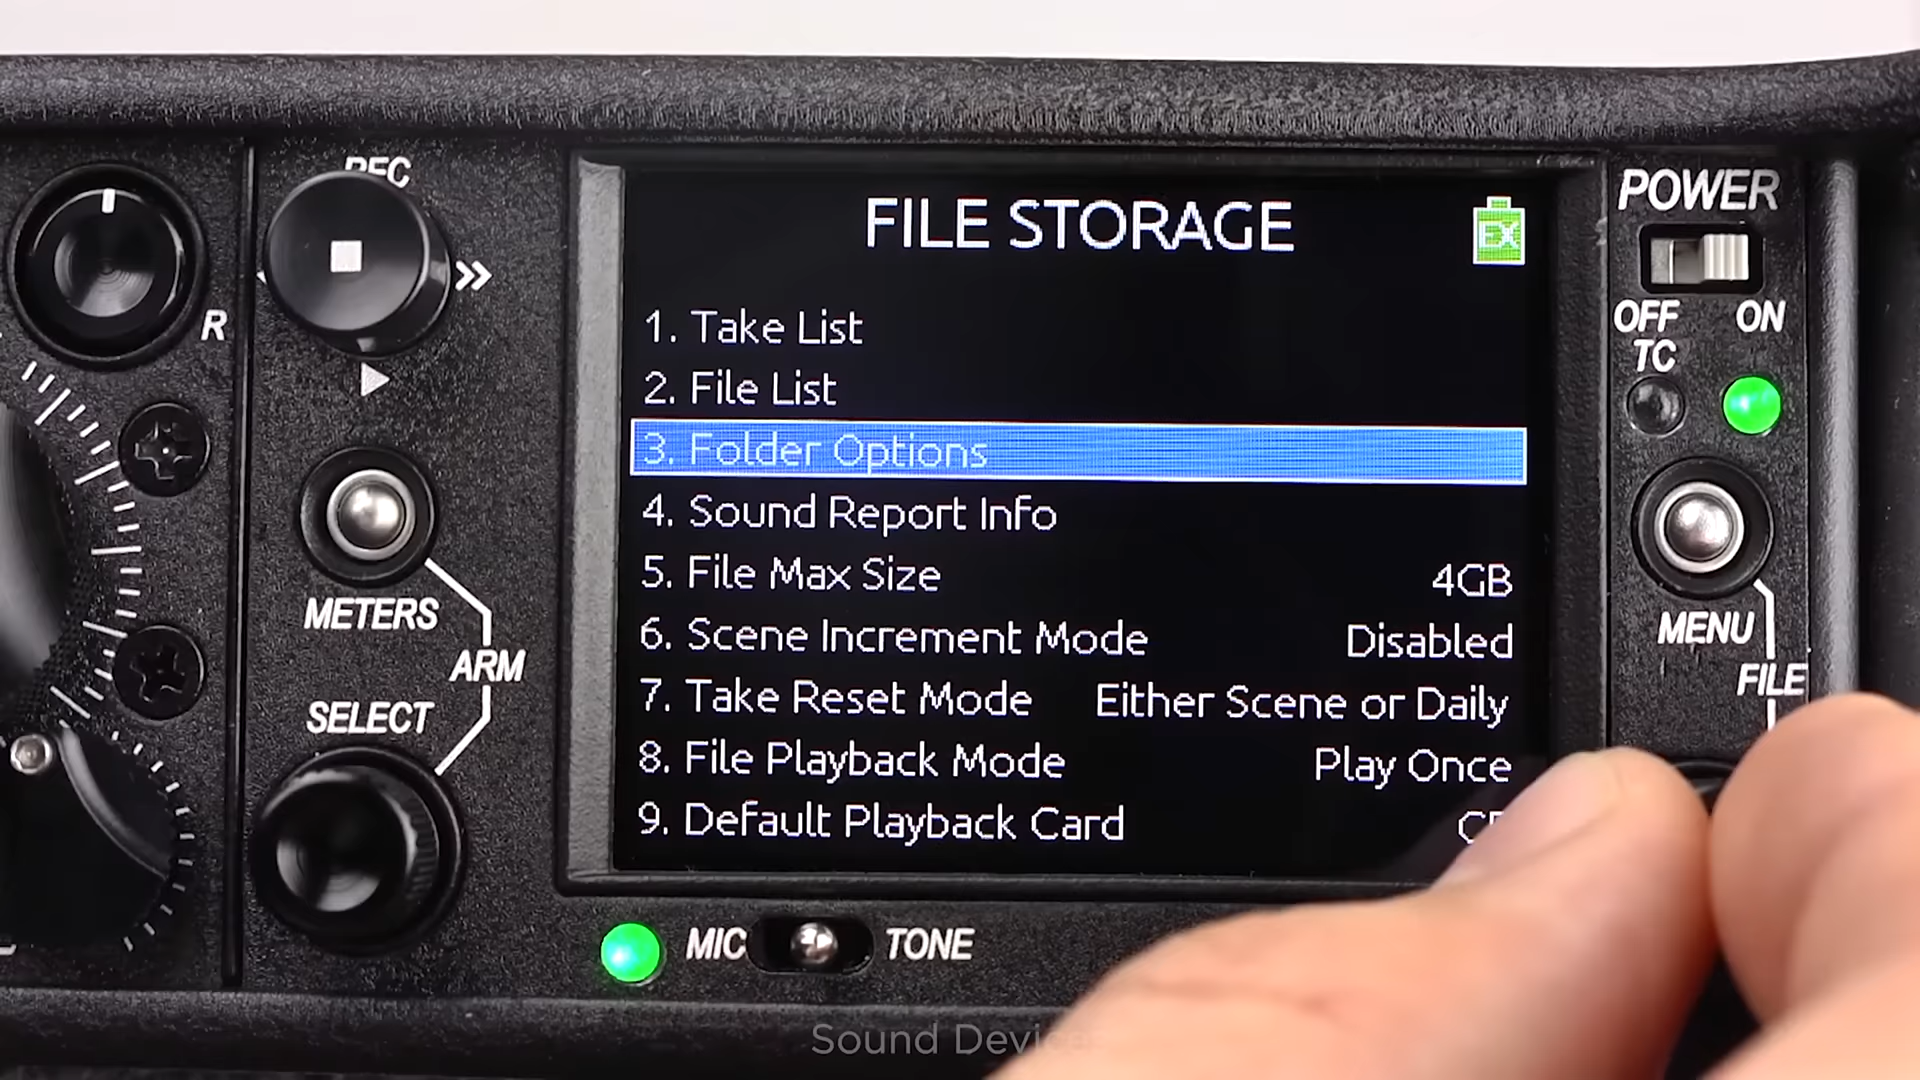 REC
POWER
FILE STORAGE
EX
R
OFF
ON
TC
1. Take List
2. File List
3. Folder Options
4. Sound Report Info
5. File Max Size 4GB
6. Scene Increment Mode Disabled
7. Take Reset Mode Either Scene or Daily
8. File Playback Mode Play Once
9. Default Playback Card
METERS
ARM
SELECT
MENU
FILE
MIC
TONE
Sound Devices